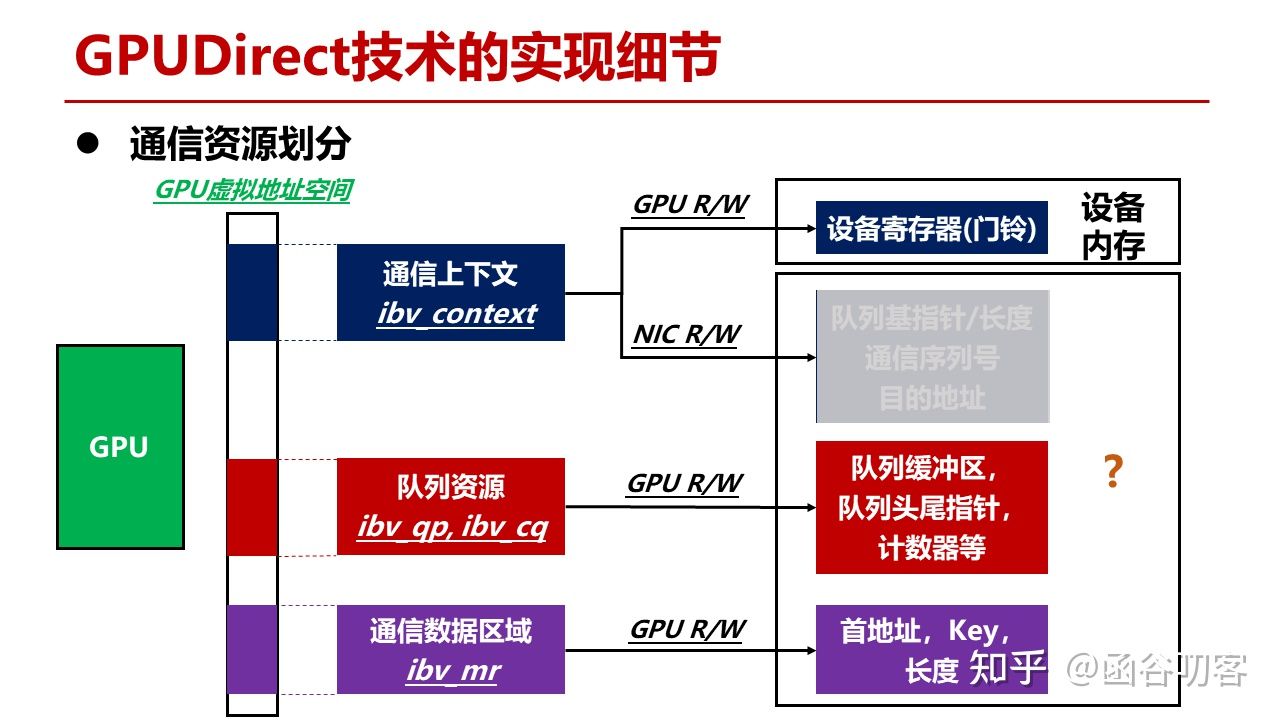 GPUDirect技术的实现细节
● 通信资源划分
GPU虚拟地址空间
GPU
通信上下文
ibv_context
队列资源
ibv_qp, ibv_cq
通信数据区域
ibv_mr
GPU R/W
NIC R/W
GPU R/W
GPU R/W
设备寄存器(门铃)
设备
内存
队列基指针/长度
通信序列号
目的地址
队列缓冲区，
队列头尾指针，
计数器等
?
首地址，Key，
长度
知乎 @函谷叨客